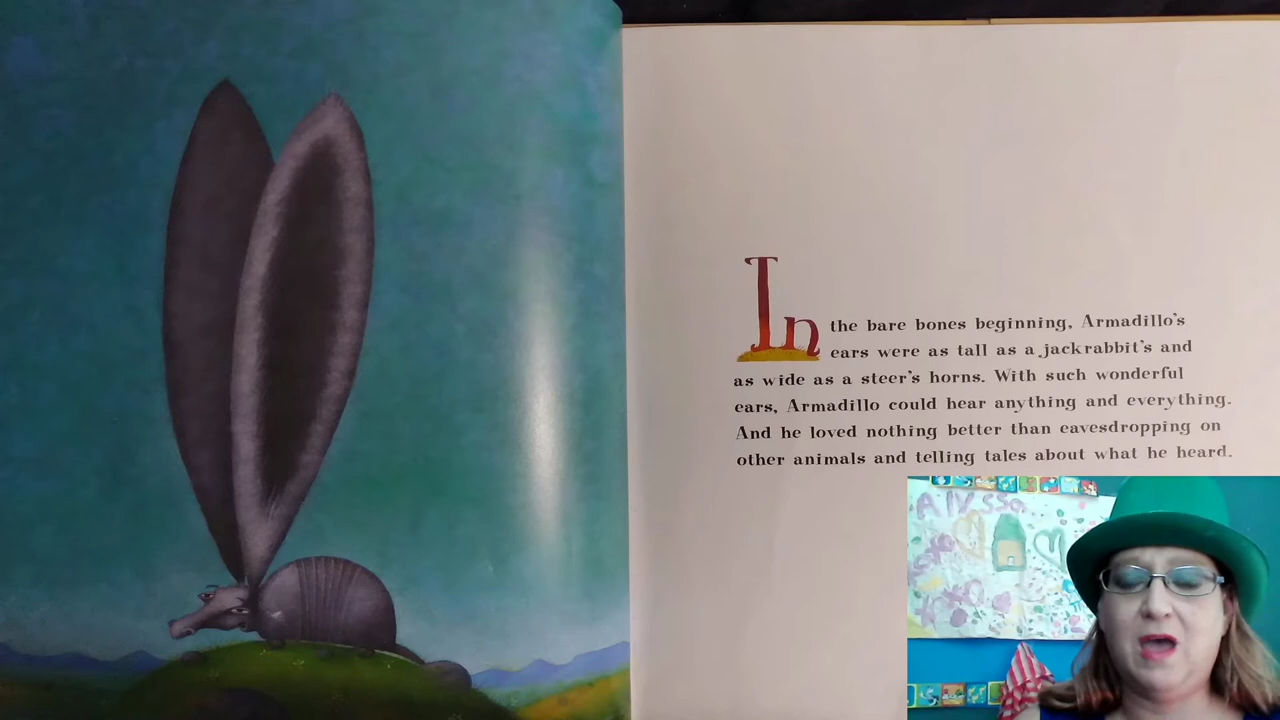 In the bare bones beginning, Armadillo's
ears were as tall as a jackrabbit's and
as wide as a steer's horns. With such wonderful
ears, Armadillo could hear anything and everything.
And he loved nothing better than eavesdropping on
other animals and telling tales about what he heard.
Alyssa